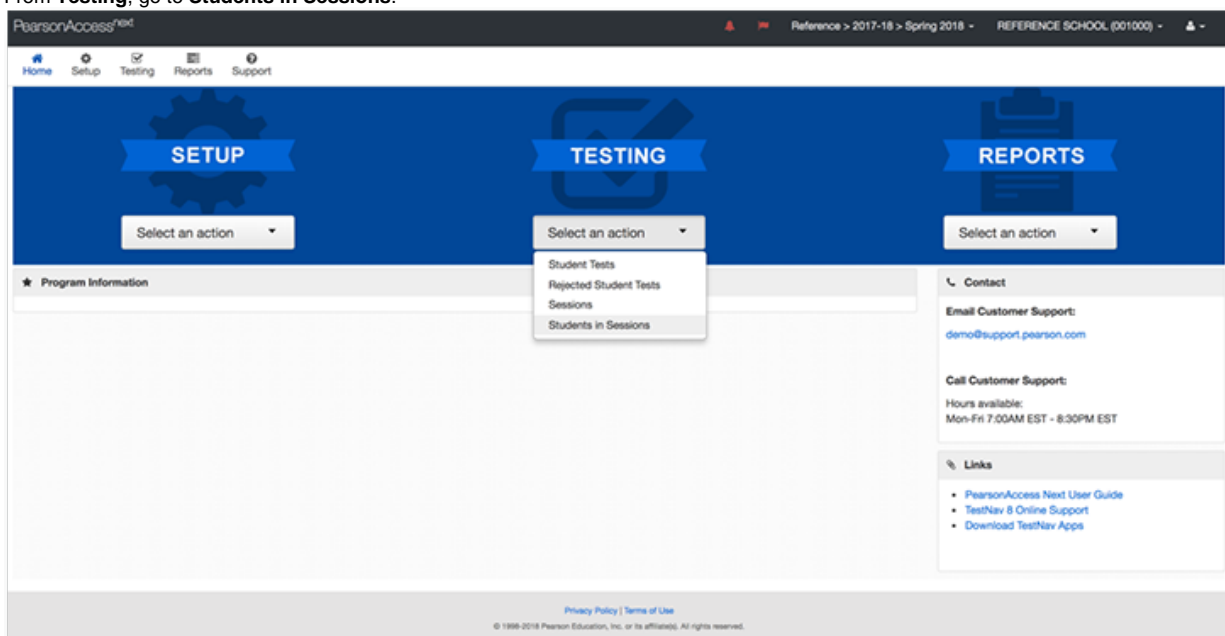 From Testing, go to Students in Sessions.
PearsonAccessnext
Reference > 2017-18 > Spring 2018
REFERENCE SCHOOL (001000)
Home Setup Testing Reports Support
SETUP
TESTING
REPORTS
Select an action
Select an action
Select an action
Student Tests
Rejected Student Tests
Sessions
Students in Sessions
Program Information
Contact
Email Customer Support:
demo@support.pearson.com
Call Customer Support:
Hours available:
Mon-Fri 7:00AM EST - 8:30PM EST
Links
PearsonAccess Next User Guide
TestNav 8 Online Support
Download TestNav Apps
Privacy Policy | Terms of Use
© 1998-2018 Pearson Education, Inc. or its affiliate(s). All rights reserved.